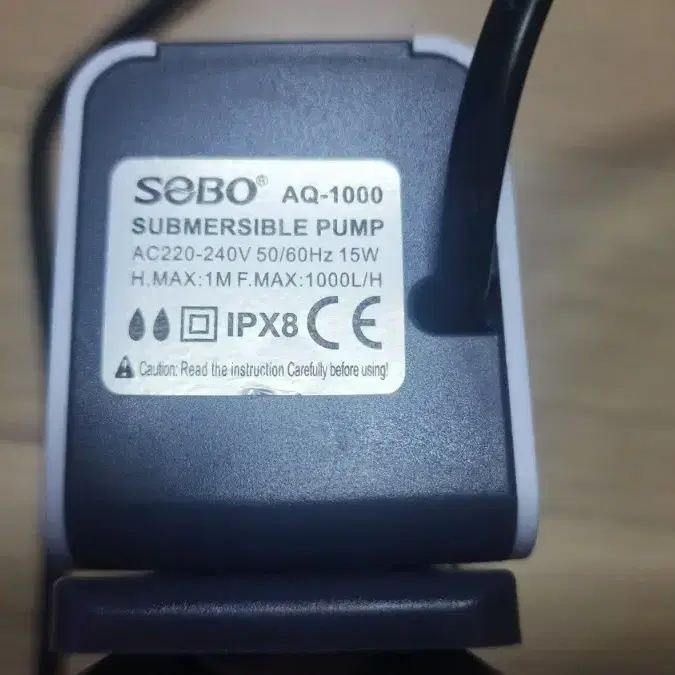 SOBO® AQ-1000
SUBMERSIBLE PUMP
AC220-240V 50/60Hz 15W
H.MAX:1M F.MAX:1000L/H
IPX8 CE
Caution: Read the instruction Carefully before using!